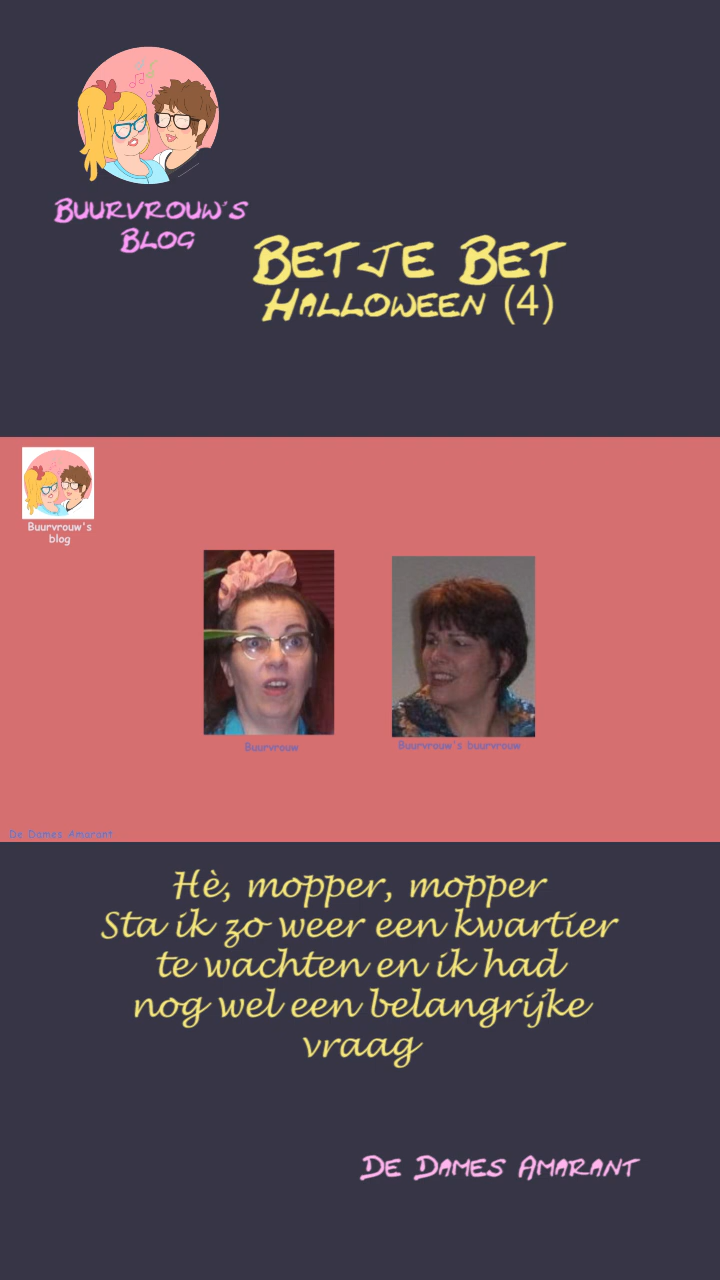 Buurvrouw's
Blog
Betje Bet
Halloween (4)
Buurvrouw's
blog
Buurvrouw
Buurvrouw's buurvrouw
De Dames Amarant
Hè, mopper, mopper
Sta ik zo weer een kwartier
te wachten en ik had
nog wel een belangrijke
vraag
De Dames Amarant